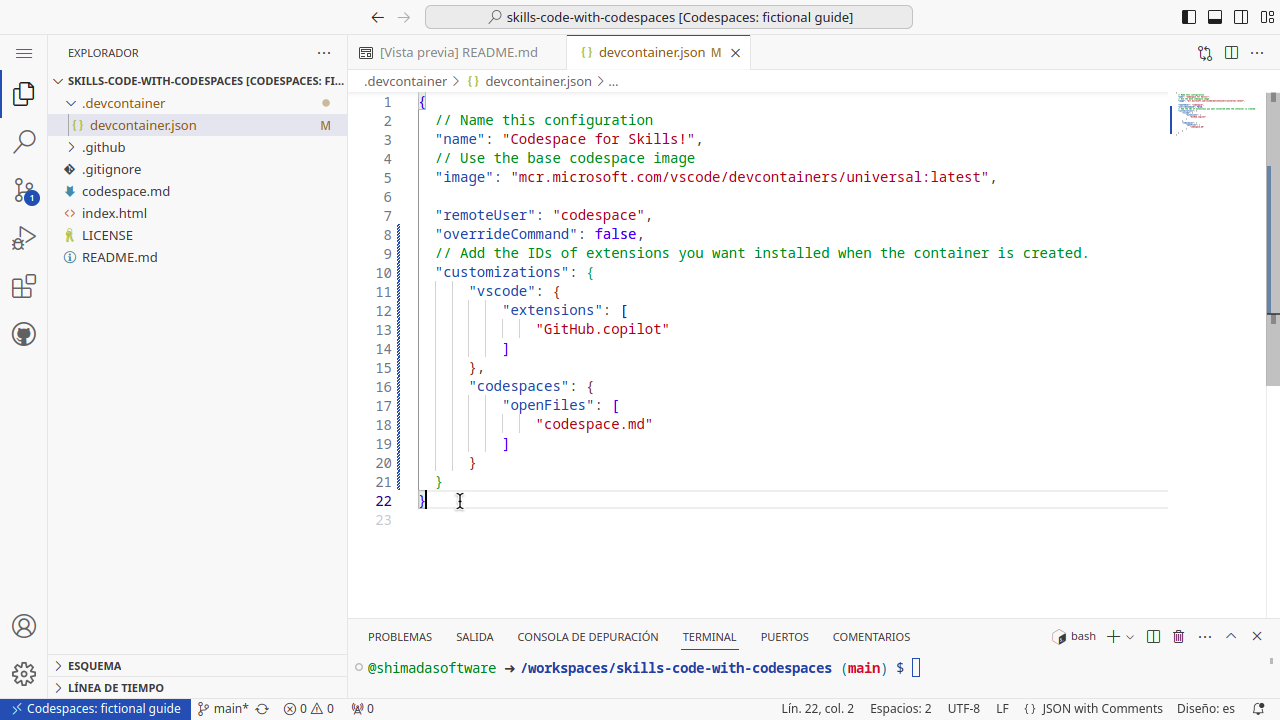 skills-code-with-codespaces [Codespaces: fictional guide]
EXPLORADOR
SKILLS-CODE-WITH-CODESPACES [CODESPACES: FI...
.devcontainer
devcontainer.json M
.github
.gitignore
codespace.md
index.html
LICENSE
README.md
1
ESQUEMA
LÍNEA DE TIEMPO
[Vista previa] README.md
devcontainer.json M
.devcontainer > devcontainer.json > ...
1 {
2 // Name this configuration
3 "name": "Codespace for Skills!",
4 // Use the base codespace image
5 "image": "mcr.microsoft.com/vscode/devcontainers/universal:latest",
6
7 "remoteUser": "codespace",
8 "overrideCommand": false,
9 // Add the IDs of extensions you want installed when the container is created.
10 "customizations": {
11 "vscode": {
12 "extensions": [
13 "GitHub.copilot"
14 ]
15 },
16 "codespaces": {
17 "openFiles": [
18 "codespace.md"
19 ]
20 }
21 }
22 }
23
PROBLEMAS SALIDA CONSOLA DE DEPURACIÓN TERMINAL PUERTOS COMENTARIOS bash
@shimadasoftware ➜ /workspaces/skills-code-with-codespaces (main) $
Codespaces: fictional guide main* 0 0 0 Lín. 22, col. 2 Espacios: 2 UTF-8 LF {} JSON with Comments Diseño: es